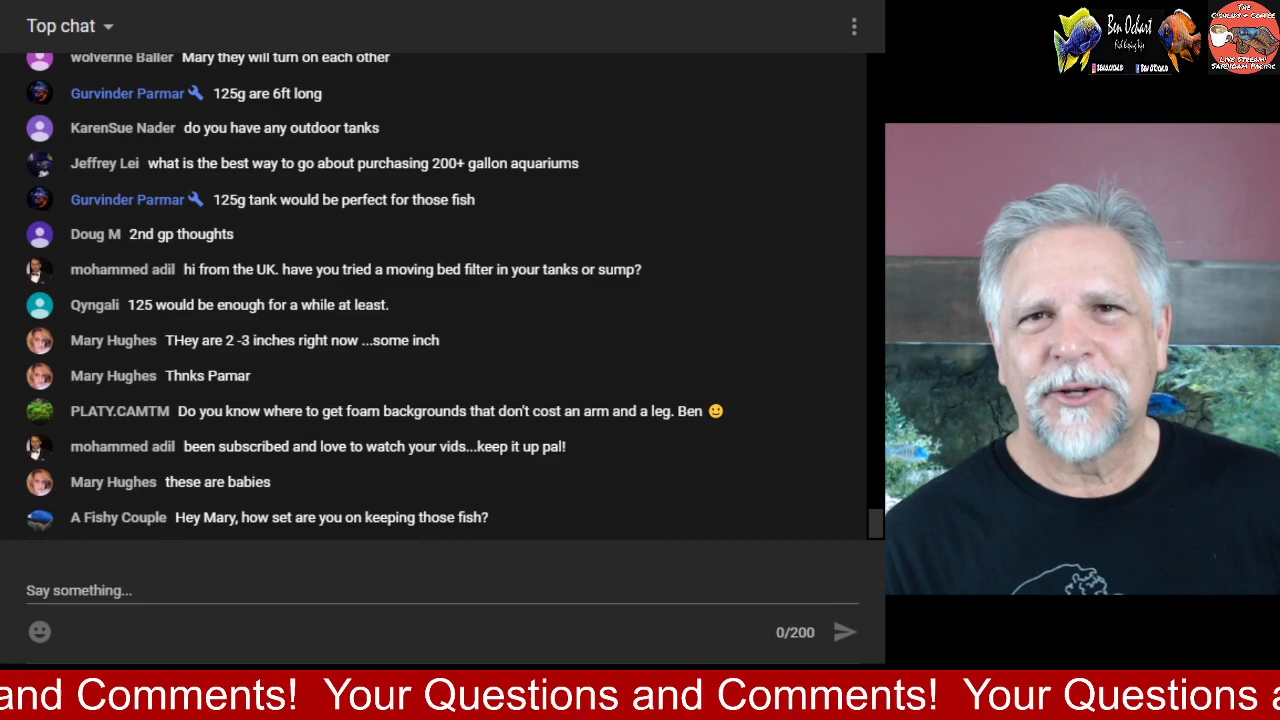 Top chat
wolverine Baller Mary they will turn on each other
Gurvinder Parmar 125g are 6ft long
KarenSue Nader do you have any outdoor tanks
Jeffrey Lei what is the best way to go about purchasing 200+ gallon aquariums
Gurvinder Parmar 125g tank would be perfect for those fish
Doug M 2nd gp thoughts
mohammed adil hi from the UK. have you tried a moving bed filter in your tanks or sump?
Qyngali 125 would be enough for a while at least.
Mary Hughes THey are 2 -3 inches right now ...some inch
Mary Hughes Thnks Pamar
PLATY.CAMTM Do you know where to get foam backgrounds that don't cost an arm and a leg. Ben 🙂
mohammed adil been subscribed and love to watch your vids...keep it up pal!
Mary Hughes these are babies
A Fishy Couple Hey Mary, how set are you on keeping those fish?
Say something...
0/200
Ben Ochart
The
Cichlids & Coffee
Live Stream!
and Comments! Your Questions and Comments! Your Questions a